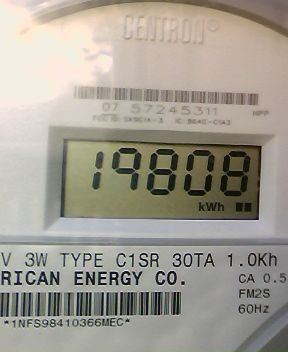 CENTRON®
07 57245311 NPP
19808
kWh
V 3W TYPE C1SR 30TA 1.0Kh
RICAN ENERGY CO.
CA 0.5
FM2S
60Hz
*1NFS98410366MEC*